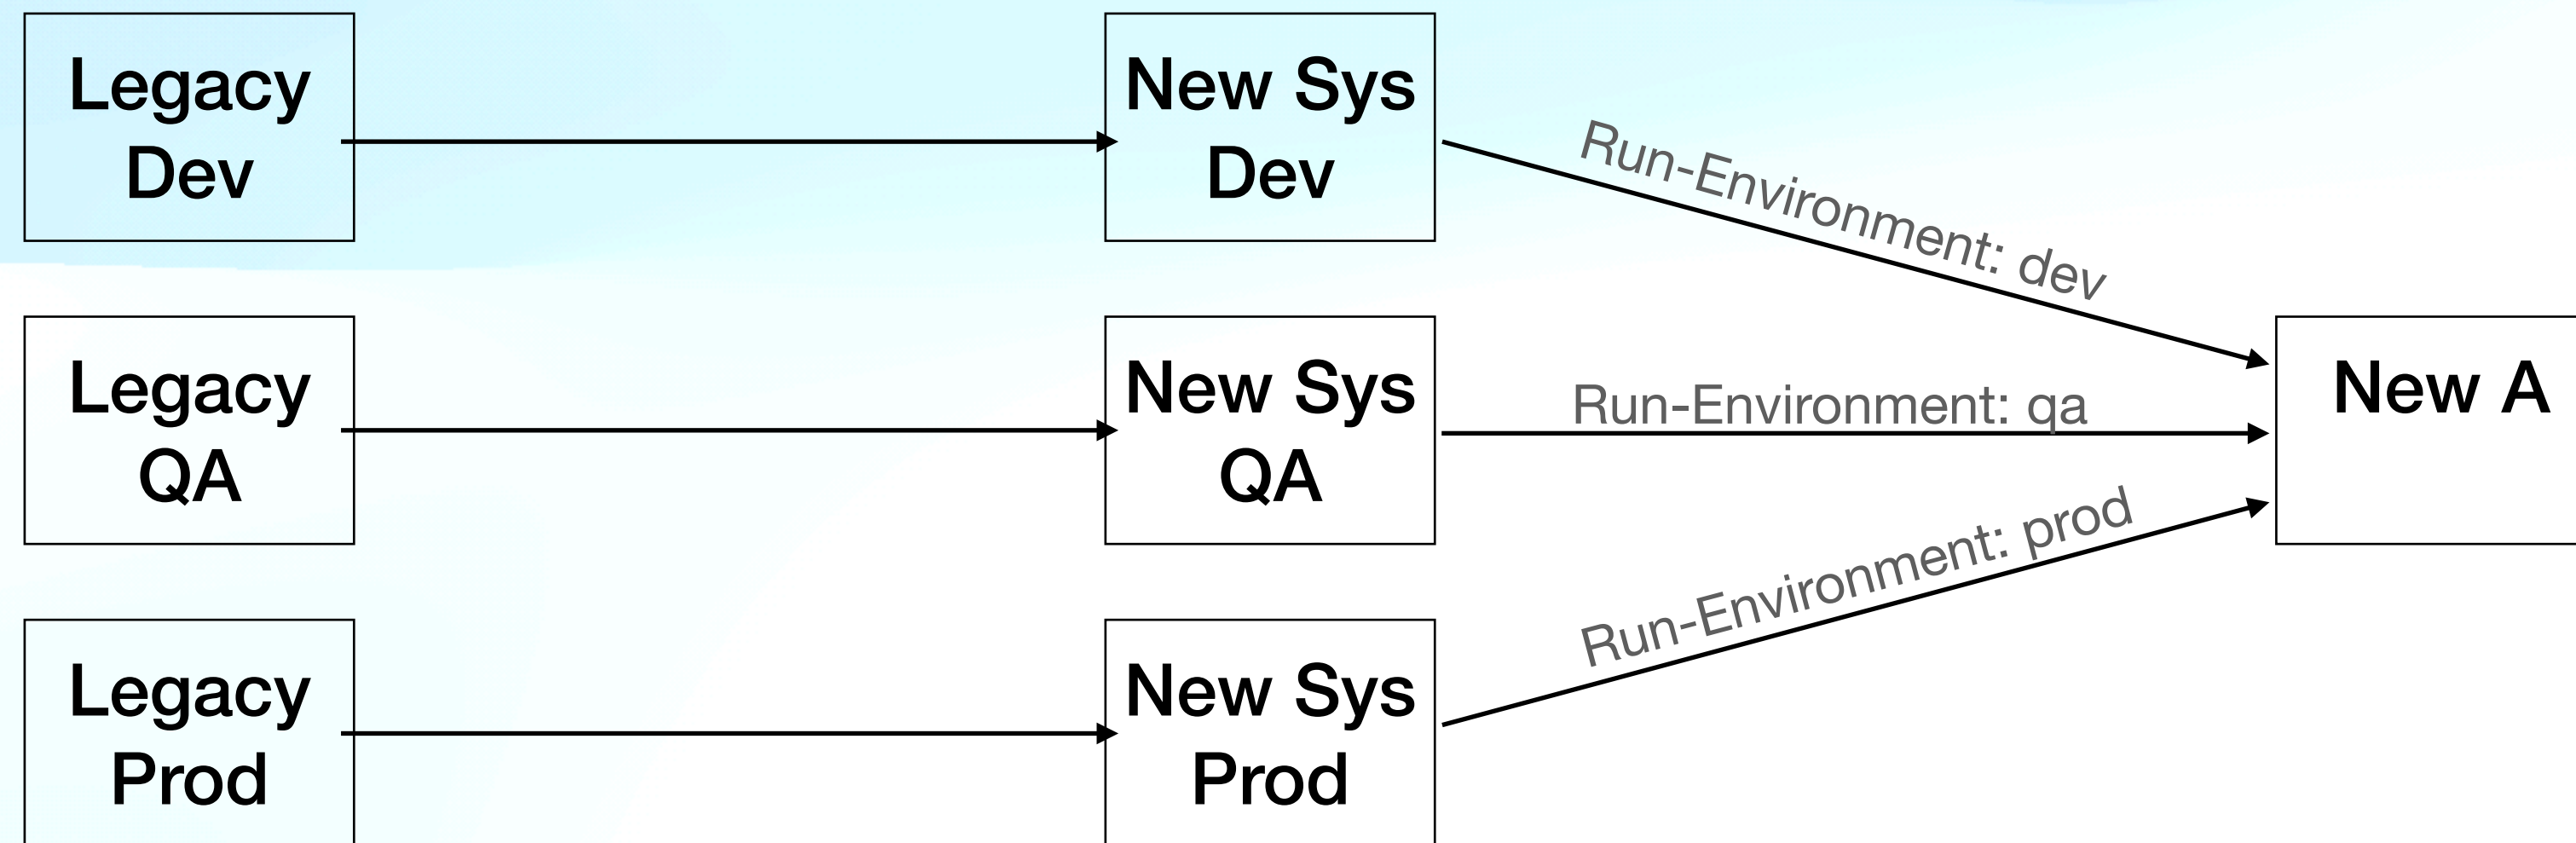 Legacy
Dev
New Sys
Dev
Run-Environment: dev
Legacy
QA
New Sys
QA
Run-Environment: qa
New A
Legacy
Prod
New Sys
Prod
Run-Environment: prod